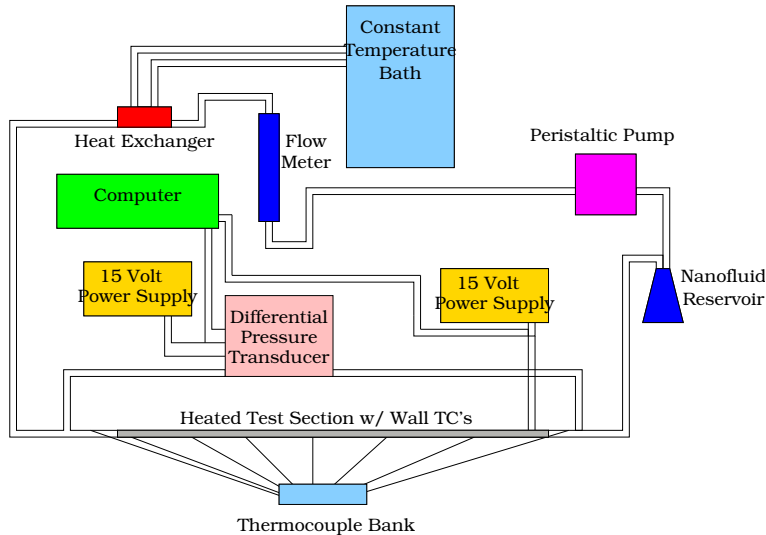 Constant
Temperature
Bath
Heat Exchanger
Flow
Meter
Peristaltic Pump
Computer
15 Volt
Power Supply
15 Volt
Power Supply
Nanofluid
Reservoir
Differential
Pressure
Transducer
Heated Test Section w/ Wall TC's
Thermocouple Bank